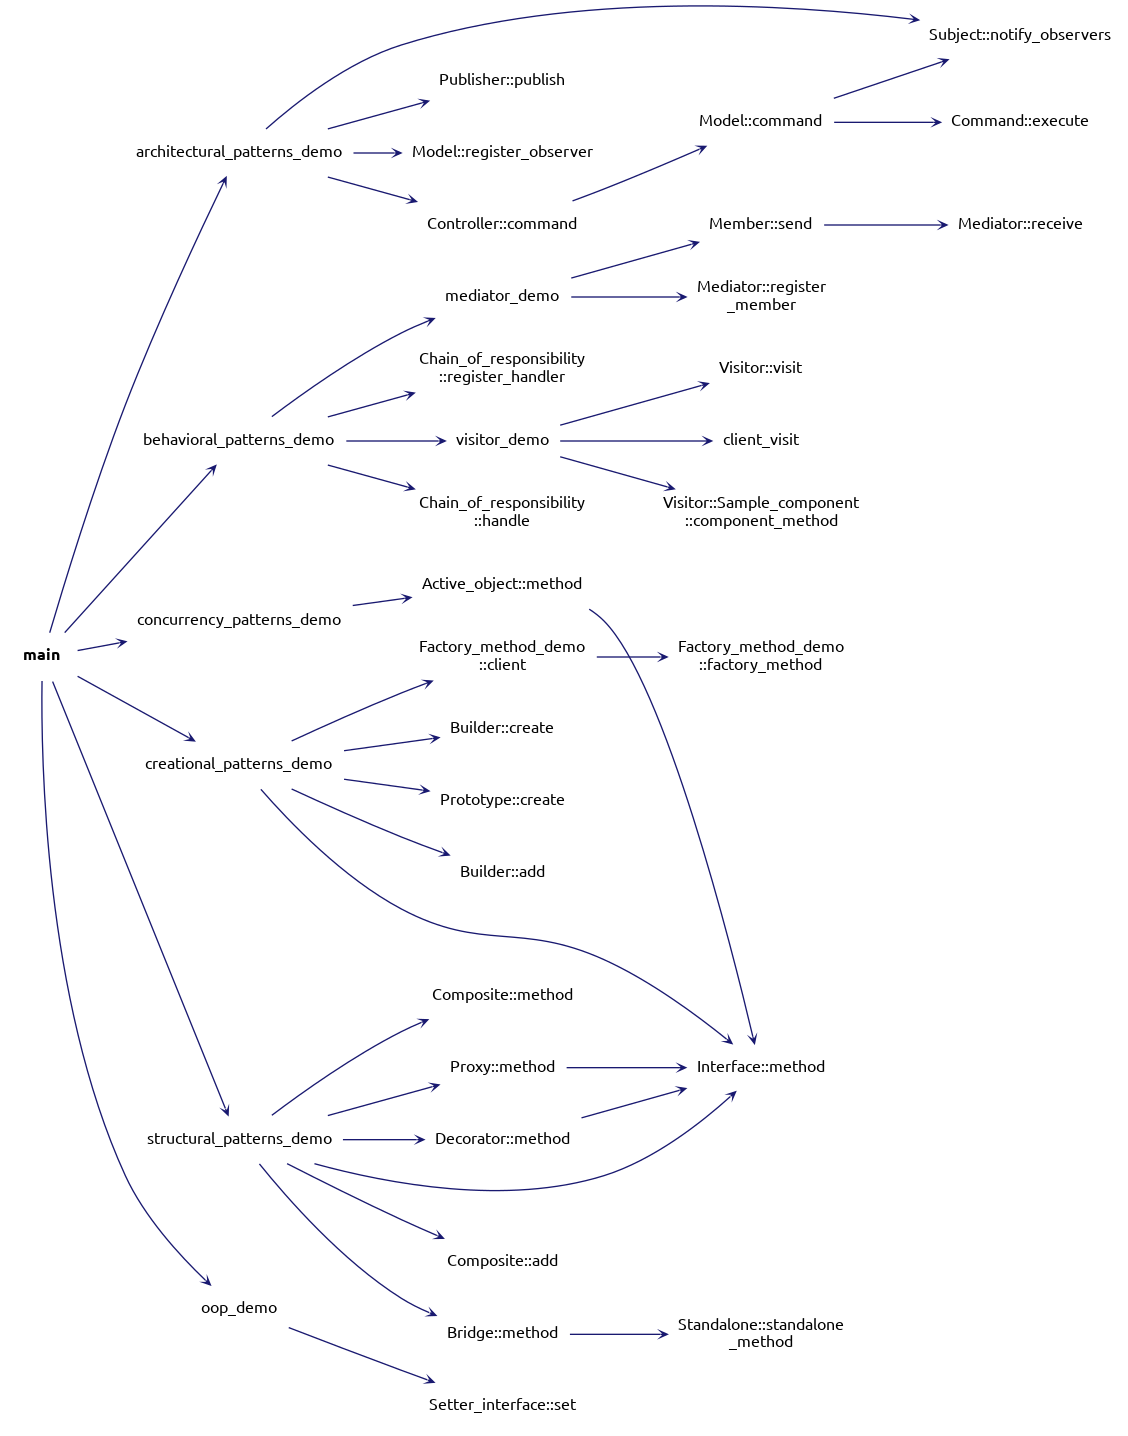 Subject::notify_observers
Publisher::publish
Model::command
Command::execute
architectural_patterns_demo
Model::register_observer
Controller::command
Member::send
Mediator::receive
mediator_demo
Mediator::register
_member
Chain_of_responsibility
::register_handler
Visitor::visit
behavioral_patterns_demo
visitor_demo
client_visit
Chain_of_responsibility
::handle
Visitor::Sample_component
::component_method
Active_object::method
concurrency_patterns_demo
main
Factory_method_demo
::client
Factory_method_demo
::factory_method
Builder::create
creational_patterns_demo
Prototype::create
Builder::add
Composite::method
Proxy::method
Interface::method
structural_patterns_demo
Decorator::method
Composite::add
oop_demo
Bridge::method
Standalone::standalone
_method
Setter_interface::set